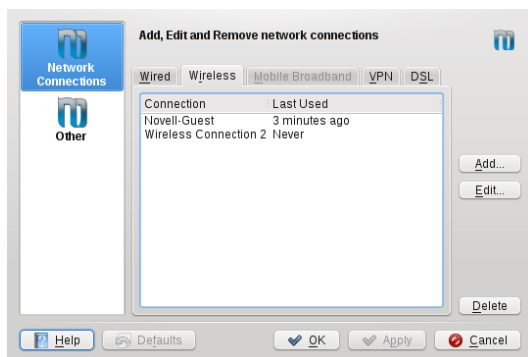 Add, Edit and Remove network connections
Network
Connections
Other
Wired Wireless Mobile Broadband VPN DSL
Connection Last Used
Novell-Guest 3 minutes ago
Wireless Connection 2 Never
Add...
Edit...
Delete
Help Defaults OK Apply Cancel